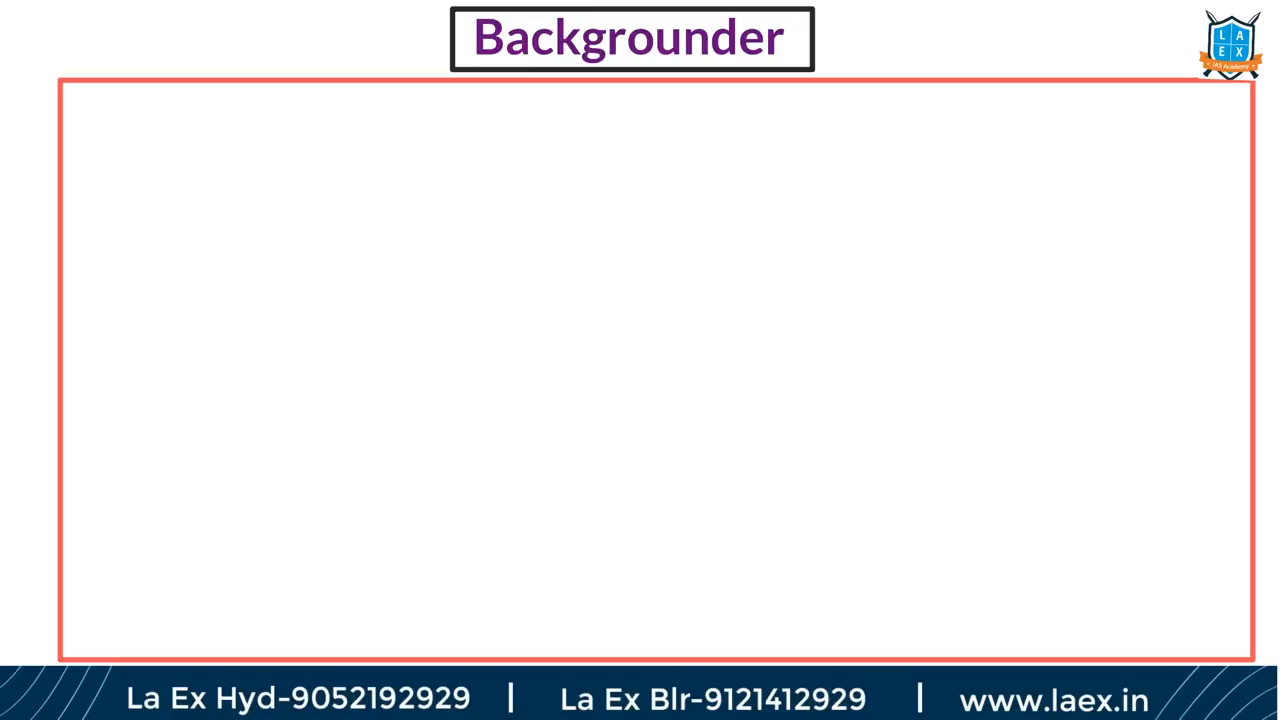 Backgrounder
L A
E X
IAS Academy
La Ex Hyd-9052192929 | La Ex Blr-9121412929 | www.laex.in